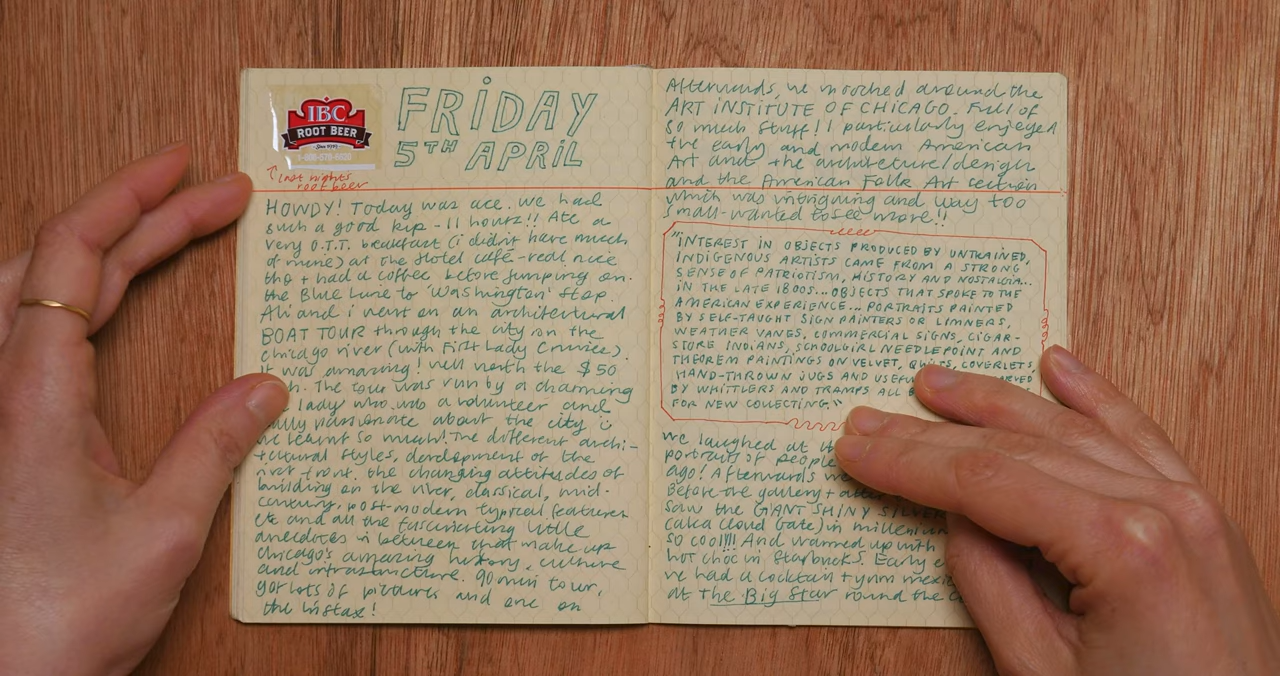 IBC
ROOT BEER
Since 1919
1-800-570-6626
↑ last nights
root beer
FRiDAY
5TH APRiL
HOWDY! Today was ace. we had
such a good kip - 11 hours!! Ate a
very O.T.T. breakfast (i didn't have much
of mine) at the Hotel café - real nice
tho + had a coffee before jumping on
the Blue Line to 'Washington' stop.
Ali and i went on an architectural
BOAT TOUR through the city on the
chicago river (with First Lady Cruises).
it was amazing! Well worth the $50
The tour was run by a charming
lady who was a volunteer and
passionate about the city
we learnt so much! The different archi-
tectural styles, development of the
river front, the changing attitudes of
building on the river, classical, mid-
century, post-modern typical features
etc and all the fascinating little
anecdotes in between that make up
chicago's amazing history, culture
and infrastructure. 90 min tour,
got lots of pictures and one on
the instax!
Afterwards, we mooched around the
ART iNSTITUTE OF CHiCAGO. Full of
so much stuff! I particularly enjoyed
the early and modern American
Art and the architecture/design
and the American Folk Art section
which was intriguing and way too
small - wanted to see more!!
"INTEREST IN OBJECTS PRODUCED BY UNTRAINED,
INDIGENOUS ARTISTS CAME FROM A STRONG
SENSE OF PATRIOTISM, HISTORY AND NOSTALGIA...
IN THE LATE 1800s... OBJECTS THAT SPOKE TO THE
AMERICAN EXPERIENCE... PORTRAITS PAINTED
BY SELF-TAUGHT SIGN PAINTERS OR LIMNERS,
WEATHER VANES, COMMERCIAL SIGNS, CIGAR-
STORE INDIANS, SCHOOLGIRL NEEDLEPOINT AND
THEOREM PAINTINGS ON VELVET, QUILTS, COVERLETS,
HAND-THROWN JUGS AND USEFUL
BY WHITTLERS AND TRAMPS ALL
FOR NEW COLLECTING."
we laughed at
portrait of people
ago! Afterwards we
Before the gallery + after
saw the GiANT SHiNY SiLVER
(aka Cloud Gate) in millenium
so cool!!!! And warmed up with
hot choc in Starbucks. Early
we had a cocktail + yum
at the Big Star round the